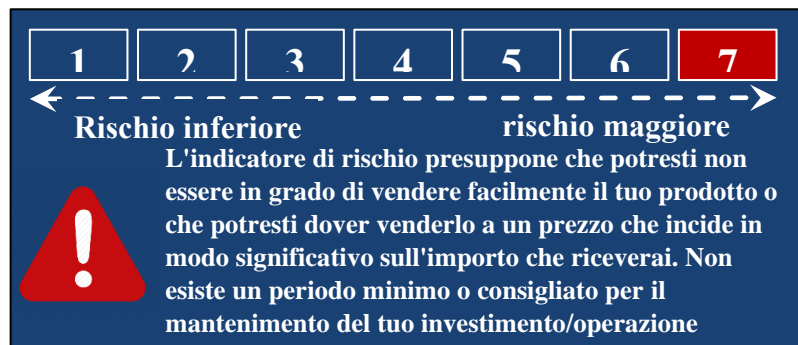 1 2 3 4 5 6 7
Rischio inferiore rischio maggiore
L'indicatore di rischio presuppone che potresti non
essere in grado di vendere facilmente il tuo prodotto o
che potresti dover venderlo a un prezzo che incide in
modo significativo sull'importo che riceverai. Non
esiste un periodo minimo o consigliato per il
mantenimento del tuo investimento/operazione